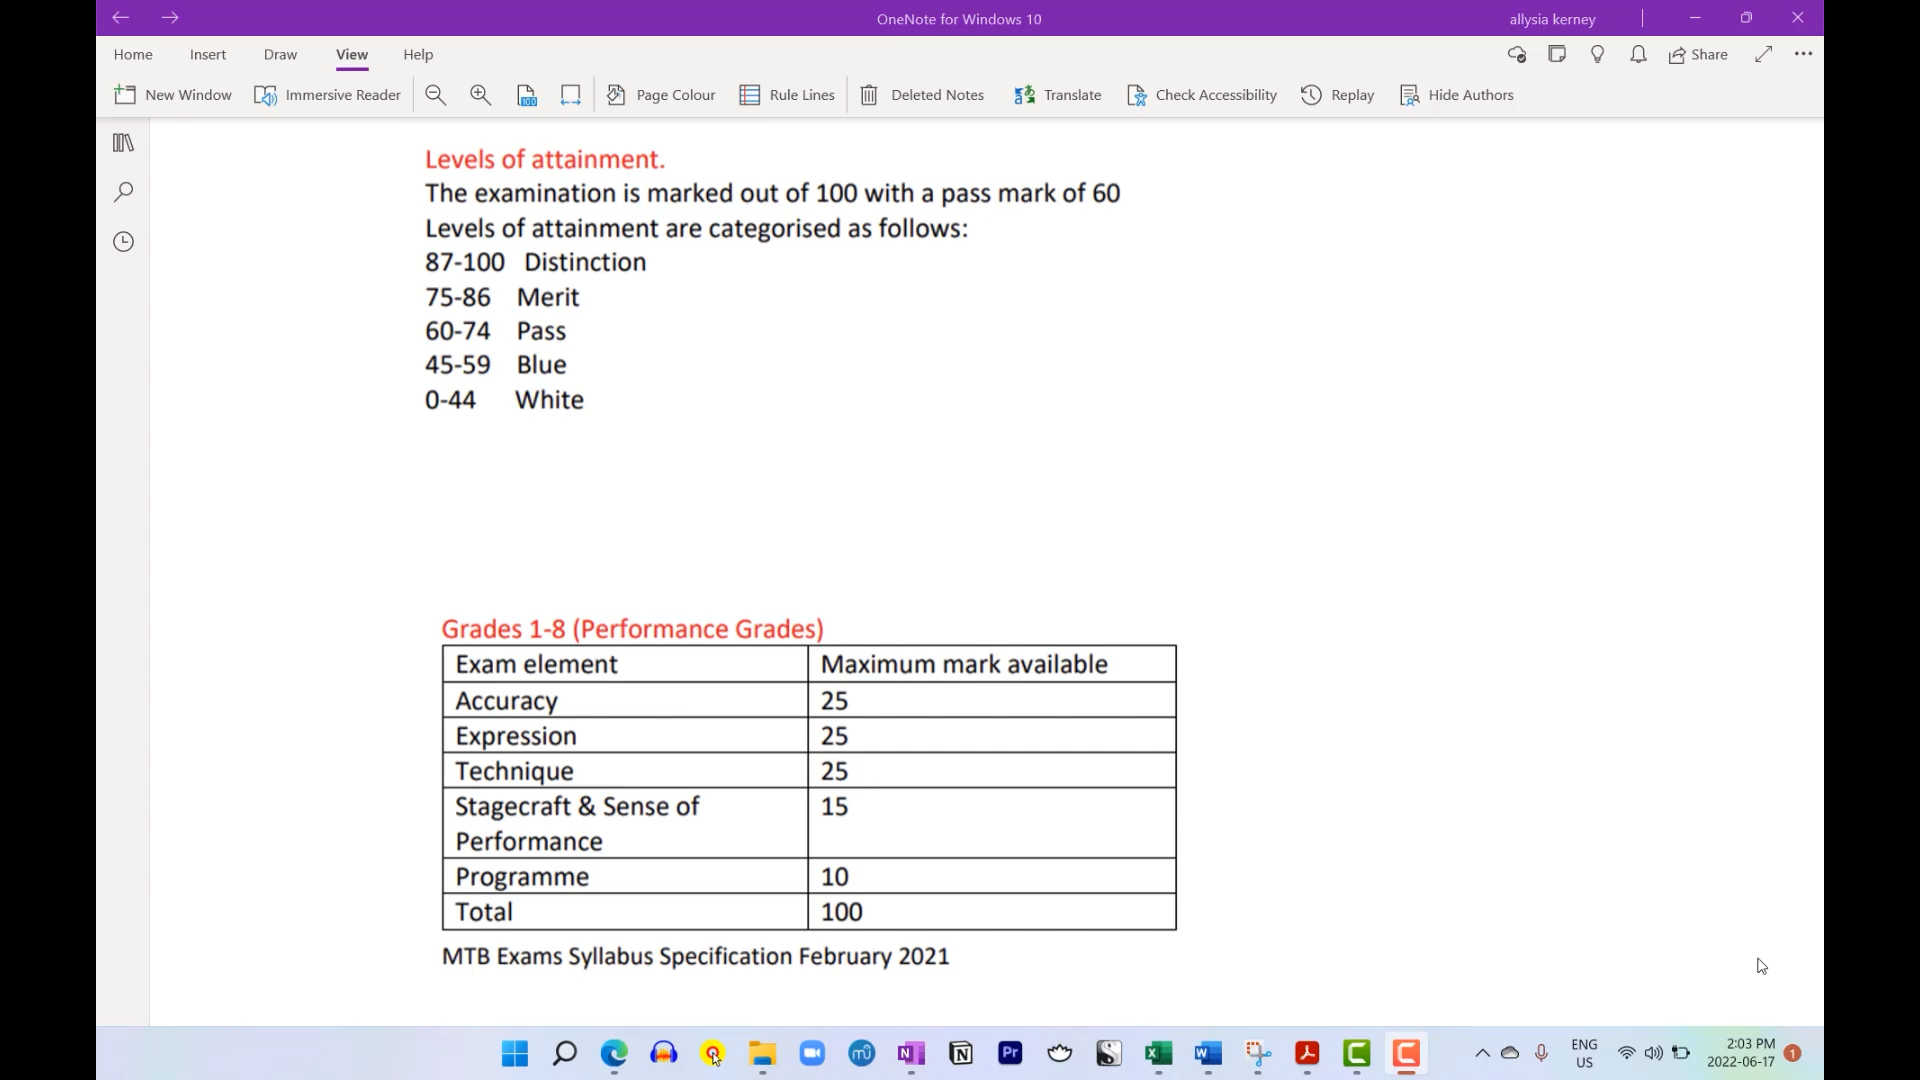 OneNote for Windows 10
allysia kerney
Home Insert Draw View Help
Share
New Window Immersive Reader Page Colour Rule Lines Deleted Notes Translate Check Accessibility Replay Hide Authors
Levels of attainment.
The examination is marked out of 100 with a pass mark of 60
Levels of attainment are categorised as follows:
87-100 Distinction
75-86 Merit
60-74 Pass
45-59 Blue
0-44 White
Grades 1-8 (Performance Grades)
Exam element Maximum mark available
Accuracy 25
Expression 25
Technique 25
Stagecraft & Sense of 15
Performance
Programme 10
Total 100
MTB Exams Syllabus Specification February 2021
ENG
US
2:03 PM
2022-06-17
1